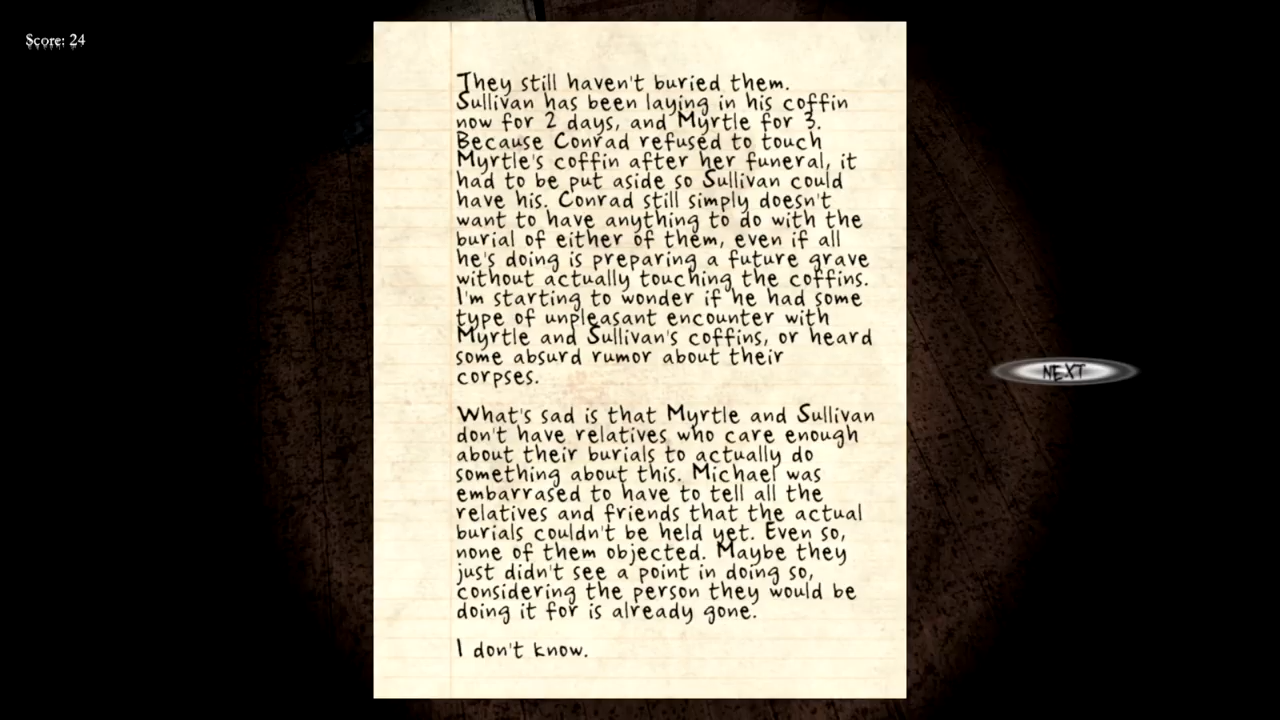 Score: 24
They still haven't buried them.
Sullivan has been laying in his coffin
now for 2 days, and Myrtle for 3.
Because Conrad refused to touch
Myrtle's coffin after her funeral, it
had to be put aside so Sullivan could
have his. Conrad still simply doesn't
want to have anything to do with the
burial of either of them, even if all
he's doing is preparing a future grave
without actually touching the coffins.
I'm starting to wonder if he had some
type of unpleasant encounter with
Myrtle and Sullivan's coffins, or heard
some absurd rumor about their
corpses.
What's sad is that Myrtle and Sullivan
don't have relatives who care enough
about their burials to actually do
something about this. Michael was
embarrased to have to tell all the
relatives and friends that the actual
burials couldn't be held yet. Even so,
none of them objected. Maybe they
just didn't see a point in doing so,
considering the person they would be
doing it for is already gone.
I don't know.
NEXT